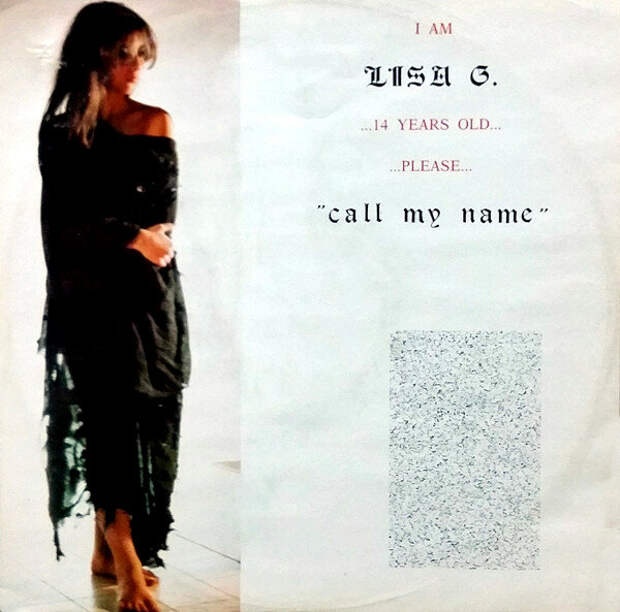 I AM
LISA G.
...14 YEARS OLD...
...PLEASE...
"call my name"